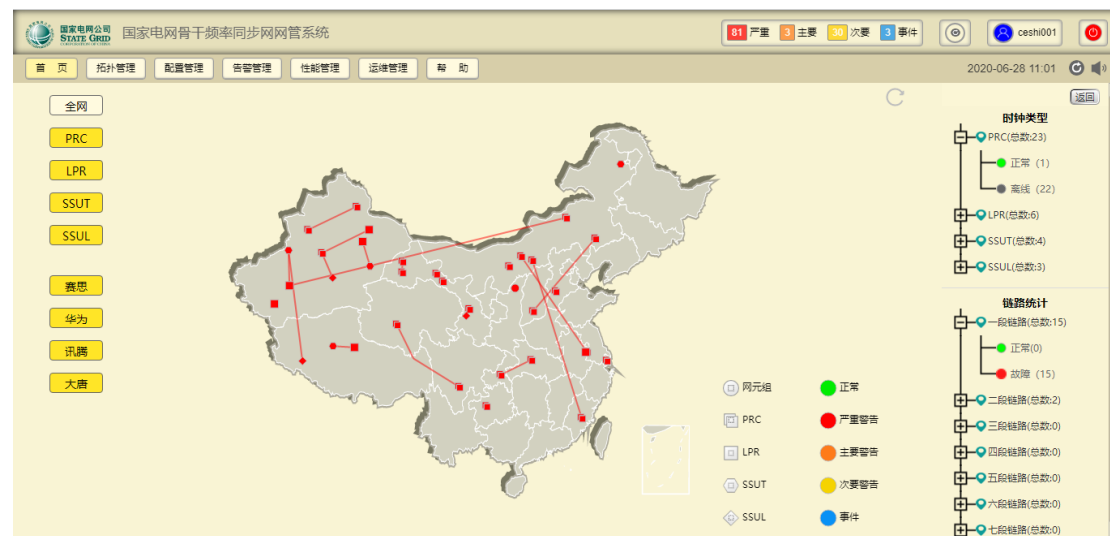 国家电网公司
STATE GRID
国家电网骨干频率同步网网管系统
81 严重 3 主要 30 次要 3 事件
ceshi001
首 页 拓扑管理 配置管理 告警管理 性能管理 运维管理 帮 助
2020-06-28 11:01
全网
PRC
LPR
SSUT
SSUL
赛思
华为
讯腾
大唐
网元组 正常
PRC 严重警告
LPR 主要警告
SSUT 次要警告
SSUL 事件
返回
时钟类型
PRC(总数:23)
正常 (1)
离线 (22)
LPR(总数:6)
SSUT(总数:4)
SSUL(总数:3)
链路统计
一段链路(总数:15)
正常(0)
故障 (15)
二段链路(总数:2)
三段链路(总数:0)
四段链路(总数:0)
五段链路(总数:0)
六段链路(总数:0)
七段链路(总数:0)